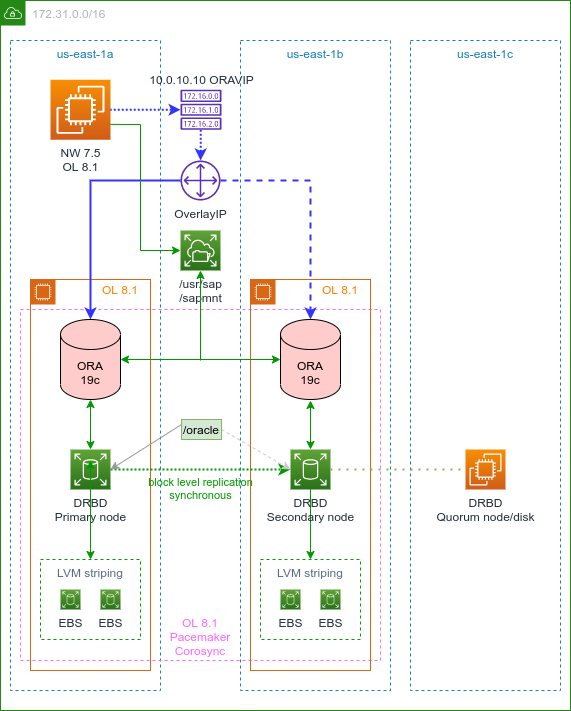 172.31.0.0/16
us-east-1a
us-east-1b
us-east-1c
10.0.10.10 ORAVIP
172.16.0.0
172.16.1.0
172.16.2.0
NW 7.5
OL 8.1
OverlayIP
/usr/sap
/sapmnt
OL 8.1
OL 8.1
ORA
19c
ORA
19c
/oracle
block level replication
synchronous
DRBD
Primary node
DRBD
Secondary node
DRBD
Quorum node/disk
LVM striping
EBS
EBS
LVM striping
EBS
EBS
OL 8.1
Pacemaker
Corosync